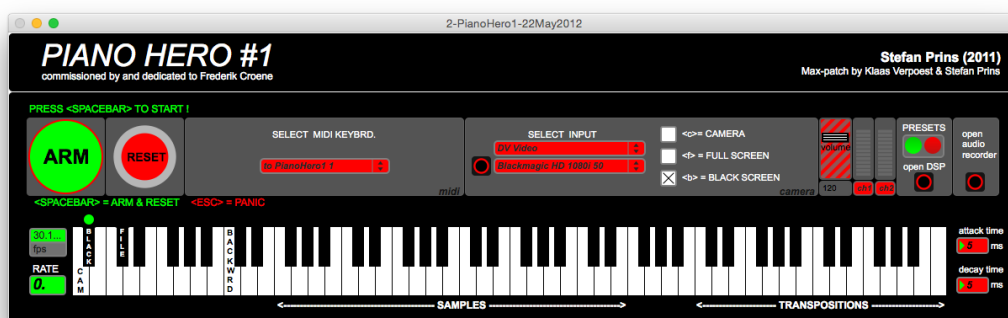 2-PianoHero1-22May2012
PIANO HERO #1
commissioned by and dedicated to Frederik Croene
Stefan Prins (2011)
Max-patch by Klaas Verpoest & Stefan Prins
PRESS <SPACEBAR> TO START !
ARM
RESET
SELECT MIDI KEYBRD.
to PianoHero1 1
midi
SELECT INPUT
DV Video
Blackmagic HD 1080i 50
<c>= CAMERA
<f> = FULL SCREEN
<b> = BLACK SCREEN
camera
volume
120
ch1
ch2
PRESETS
open DSP
open
audio
recorder
<SPACEBAR> = ARM & RESET
<ESC> = PANIC
30.1...
fps
RATE
0.
CAM
BLACK
FILE
BACKWRD
attack time
5 ms
decay time
5 ms
<---------- SAMPLES ---------->
<---------- TRANSPOSITIONS ---------->